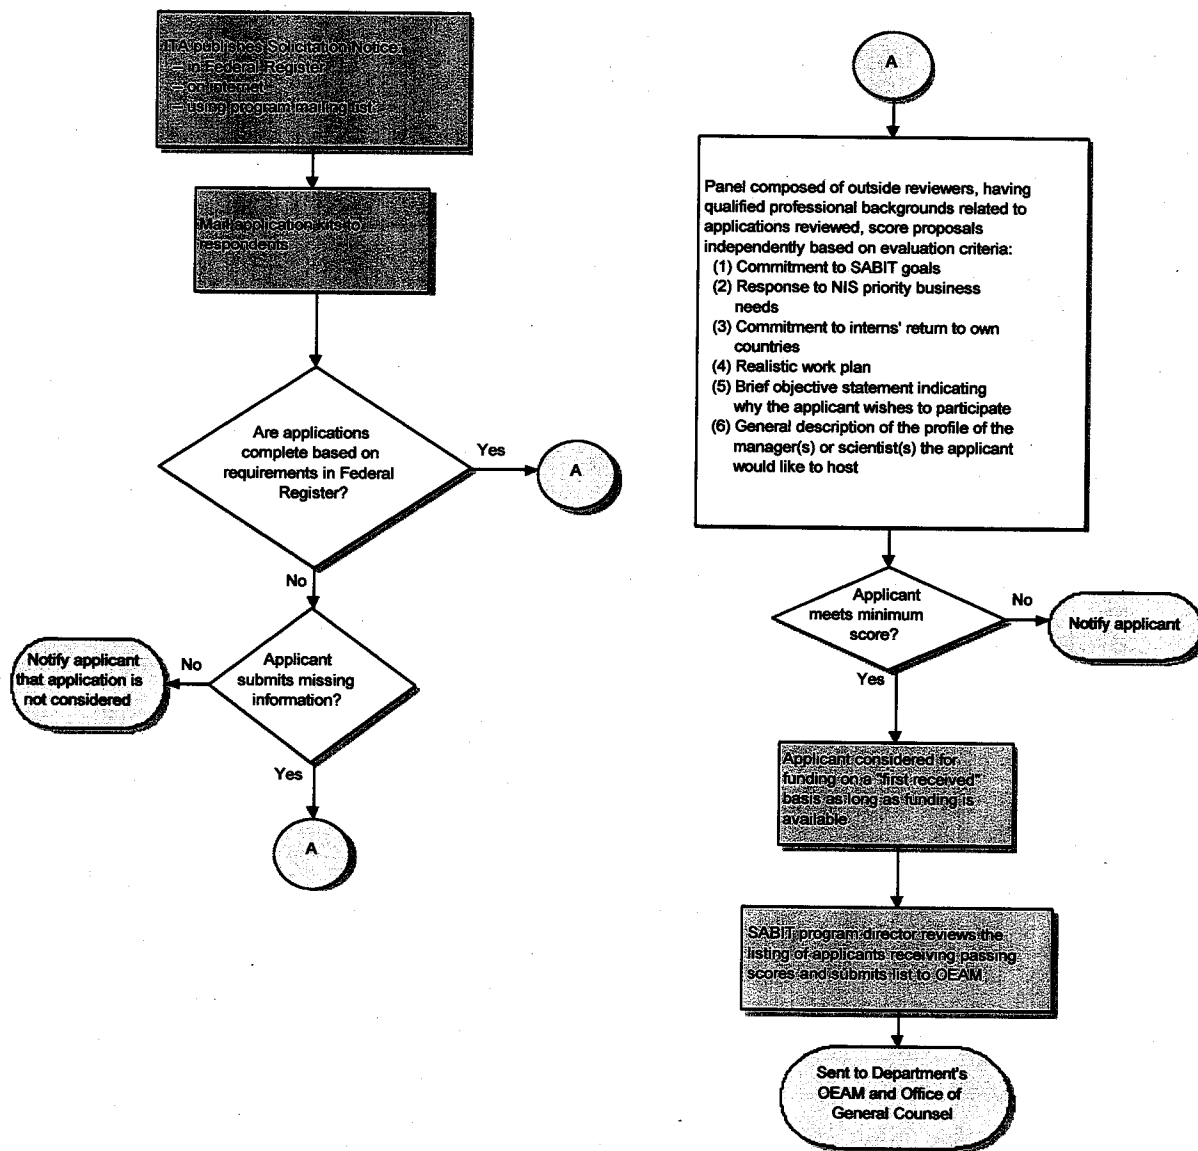 ITA publishes Solicitation Notice:
– in Federal Register
– on internet
– using program mailing list
Mail application kits to
respondents
Are applications
complete based on
requirements in Federal
Register?
Yes
A
No
Applicant
submits missing
information?
No
Notify applicant
that application is
not considered
Yes
A
A
Panel composed of outside reviewers, having
qualified professional backgrounds related to
applications reviewed, score proposals
independently based on evaluation criteria:
(1) Commitment to SABIT goals
(2) Response to NIS priority business
needs
(3) Commitment to interns' return to own
countries
(4) Realistic work plan
(5) Brief objective statement indicating
why the applicant wishes to participate
(6) General description of the profile of the
manager(s) or scientist(s) the applicant
would like to host
Applicant
meets minimum
score?
No
Notify applicant
Yes
Applicant considered for
funding on a "first received"
basis as long as funding is
available
SABIT program director reviews the
listing of applicants receiving passing
scores and submits list to OEAM
Sent to Department's
OEAM and Office of
General Counsel